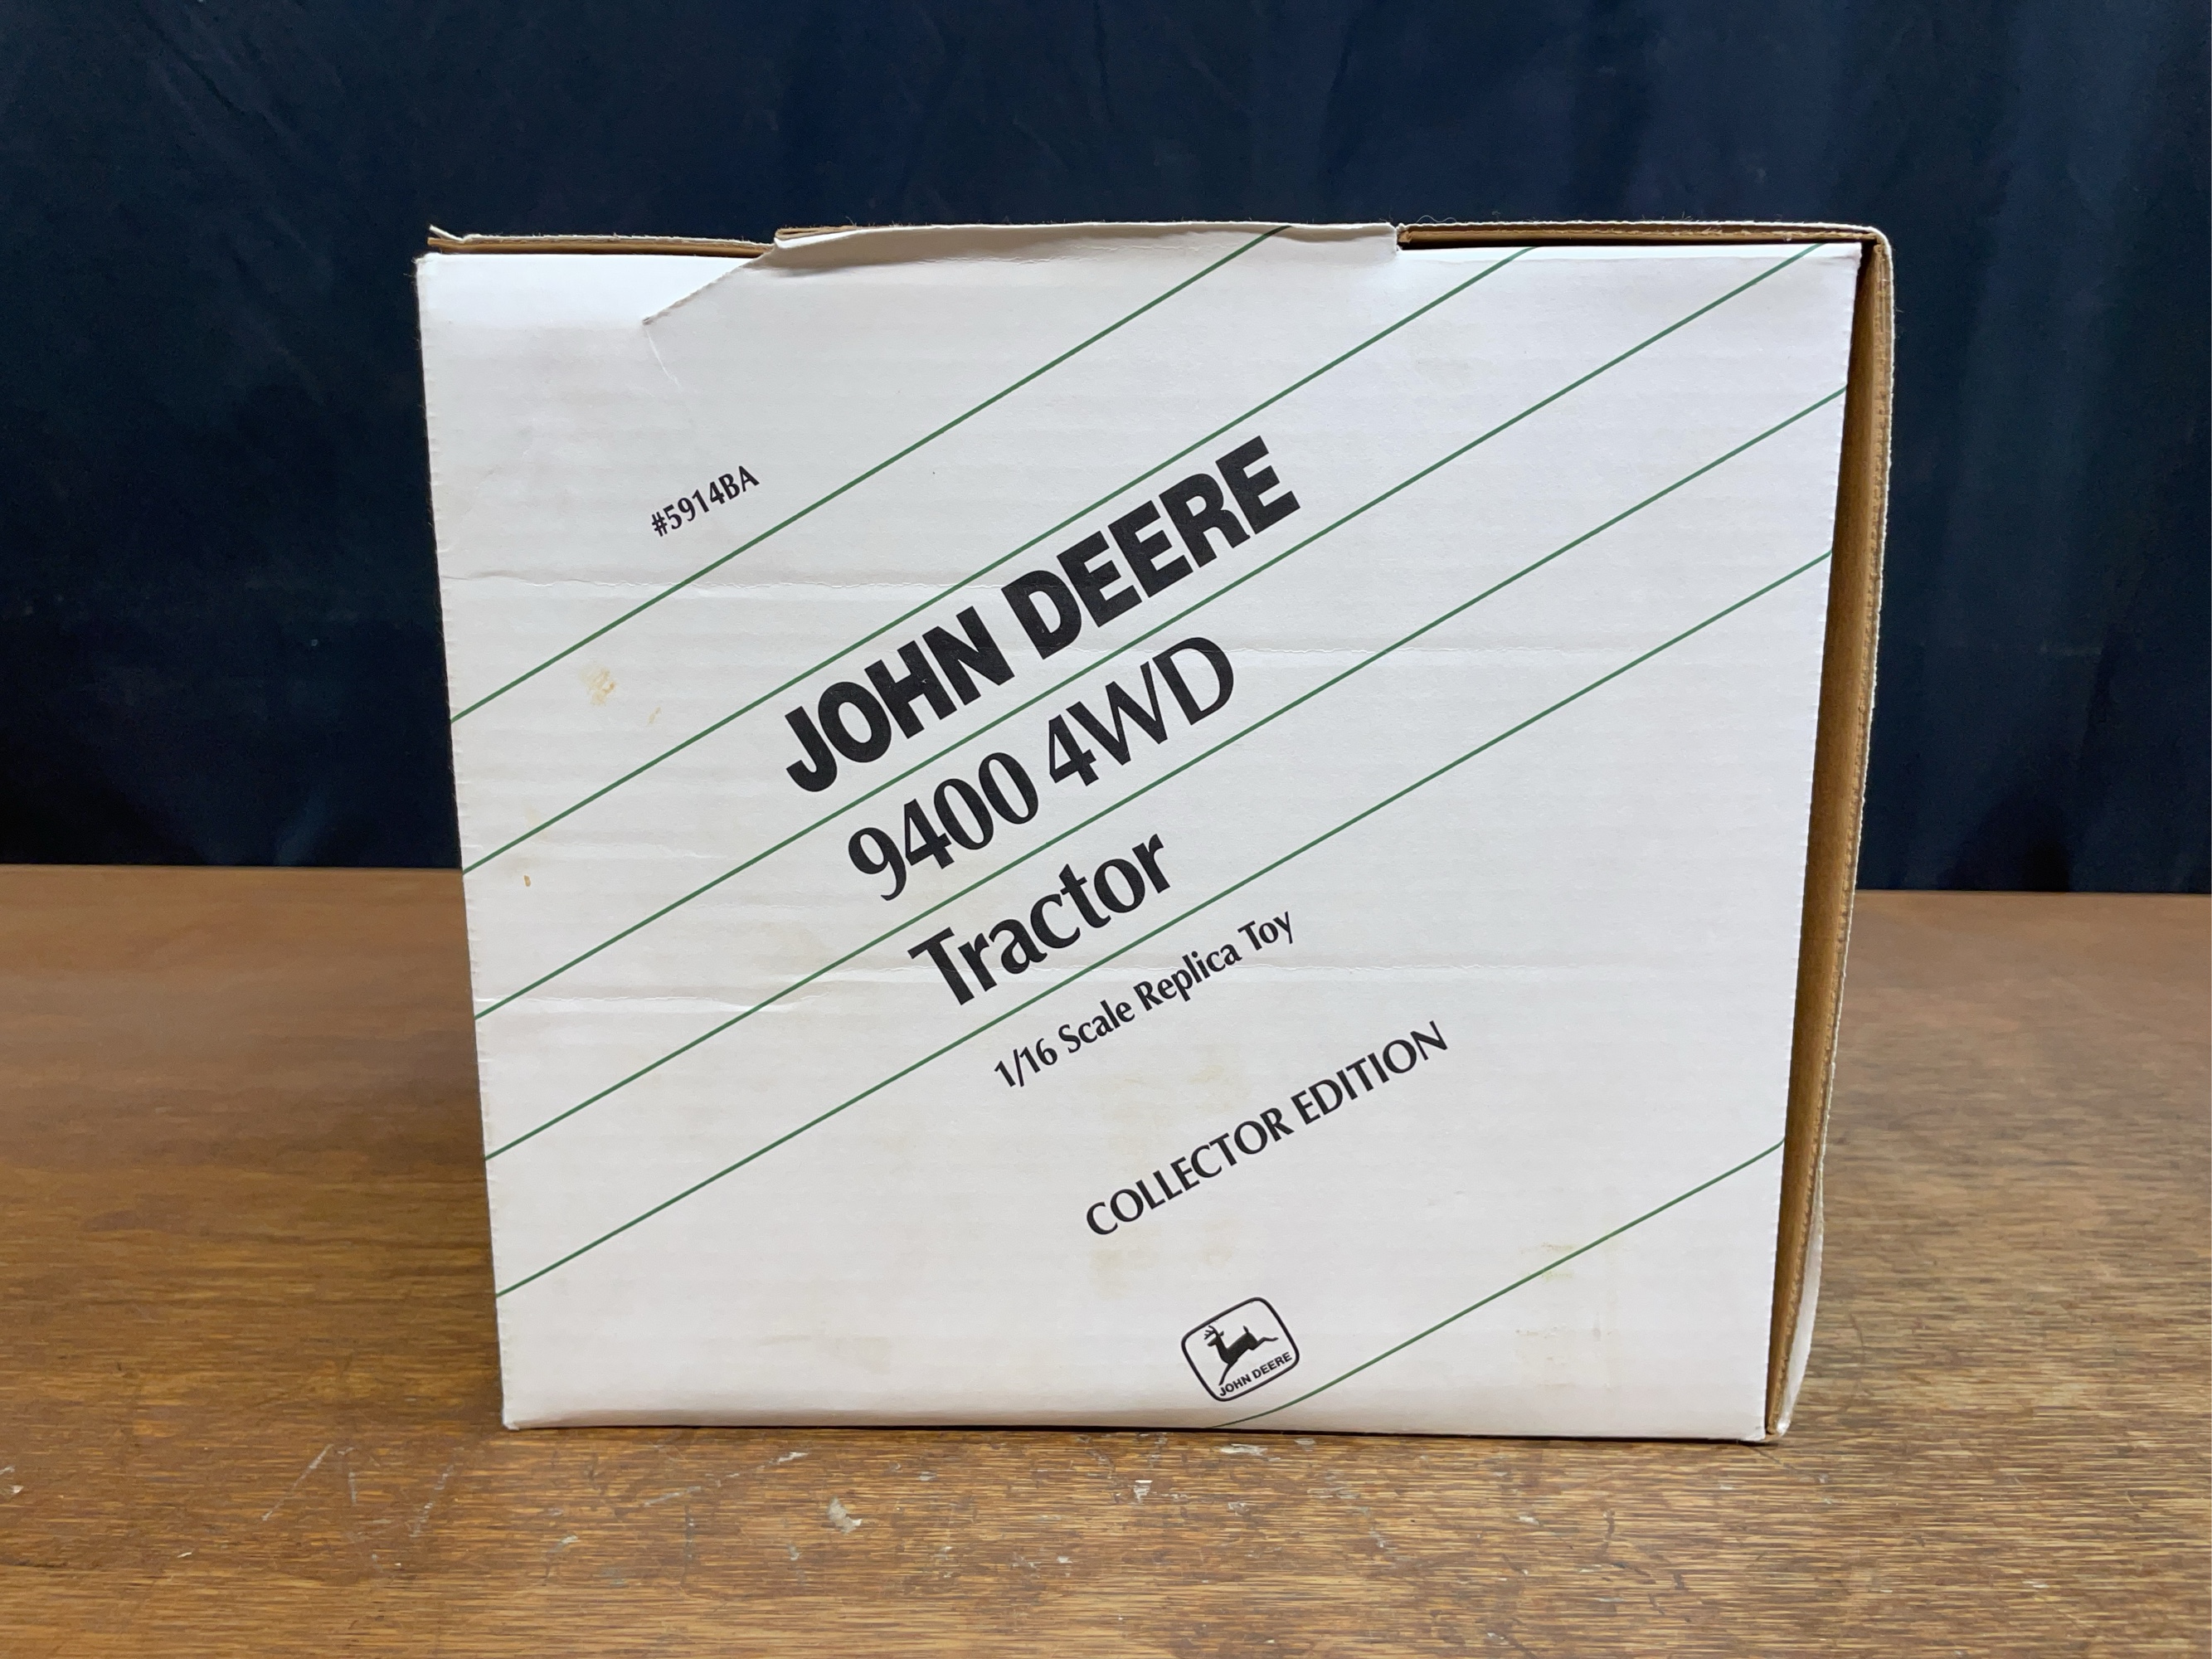 #5914BA
JOHN DEERE
9400 4WD
Tractor
1/16 Scale Replica Toy
COLLECTOR EDITION
JOHN DEERE